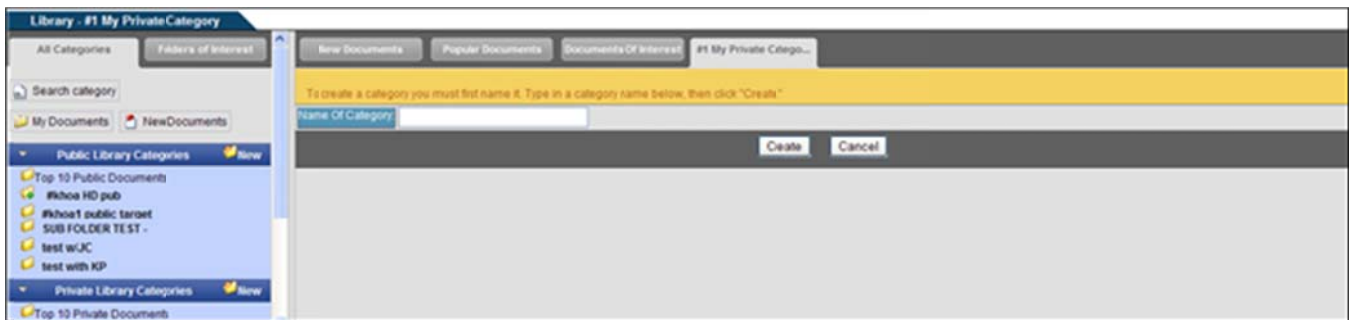 Library - #1 My PrivateCategory
All Categories
Folders of Interest
New Documents
Popular Documents
Documents Of Interest
#1 My Private Catego...
Search category
To create a category you must first name it. Type in a category name below, then click "Create"
My Documents
NewDocuments
Name Of Category
Public Library Categories
New
Create
Cancel
Top 10 Public Documents
#khoa HD pub
#khoa1 public target
SUB FOLDER TEST -
test w/JC
test with KP
Private Library Categories
New
Top 10 Private Documents